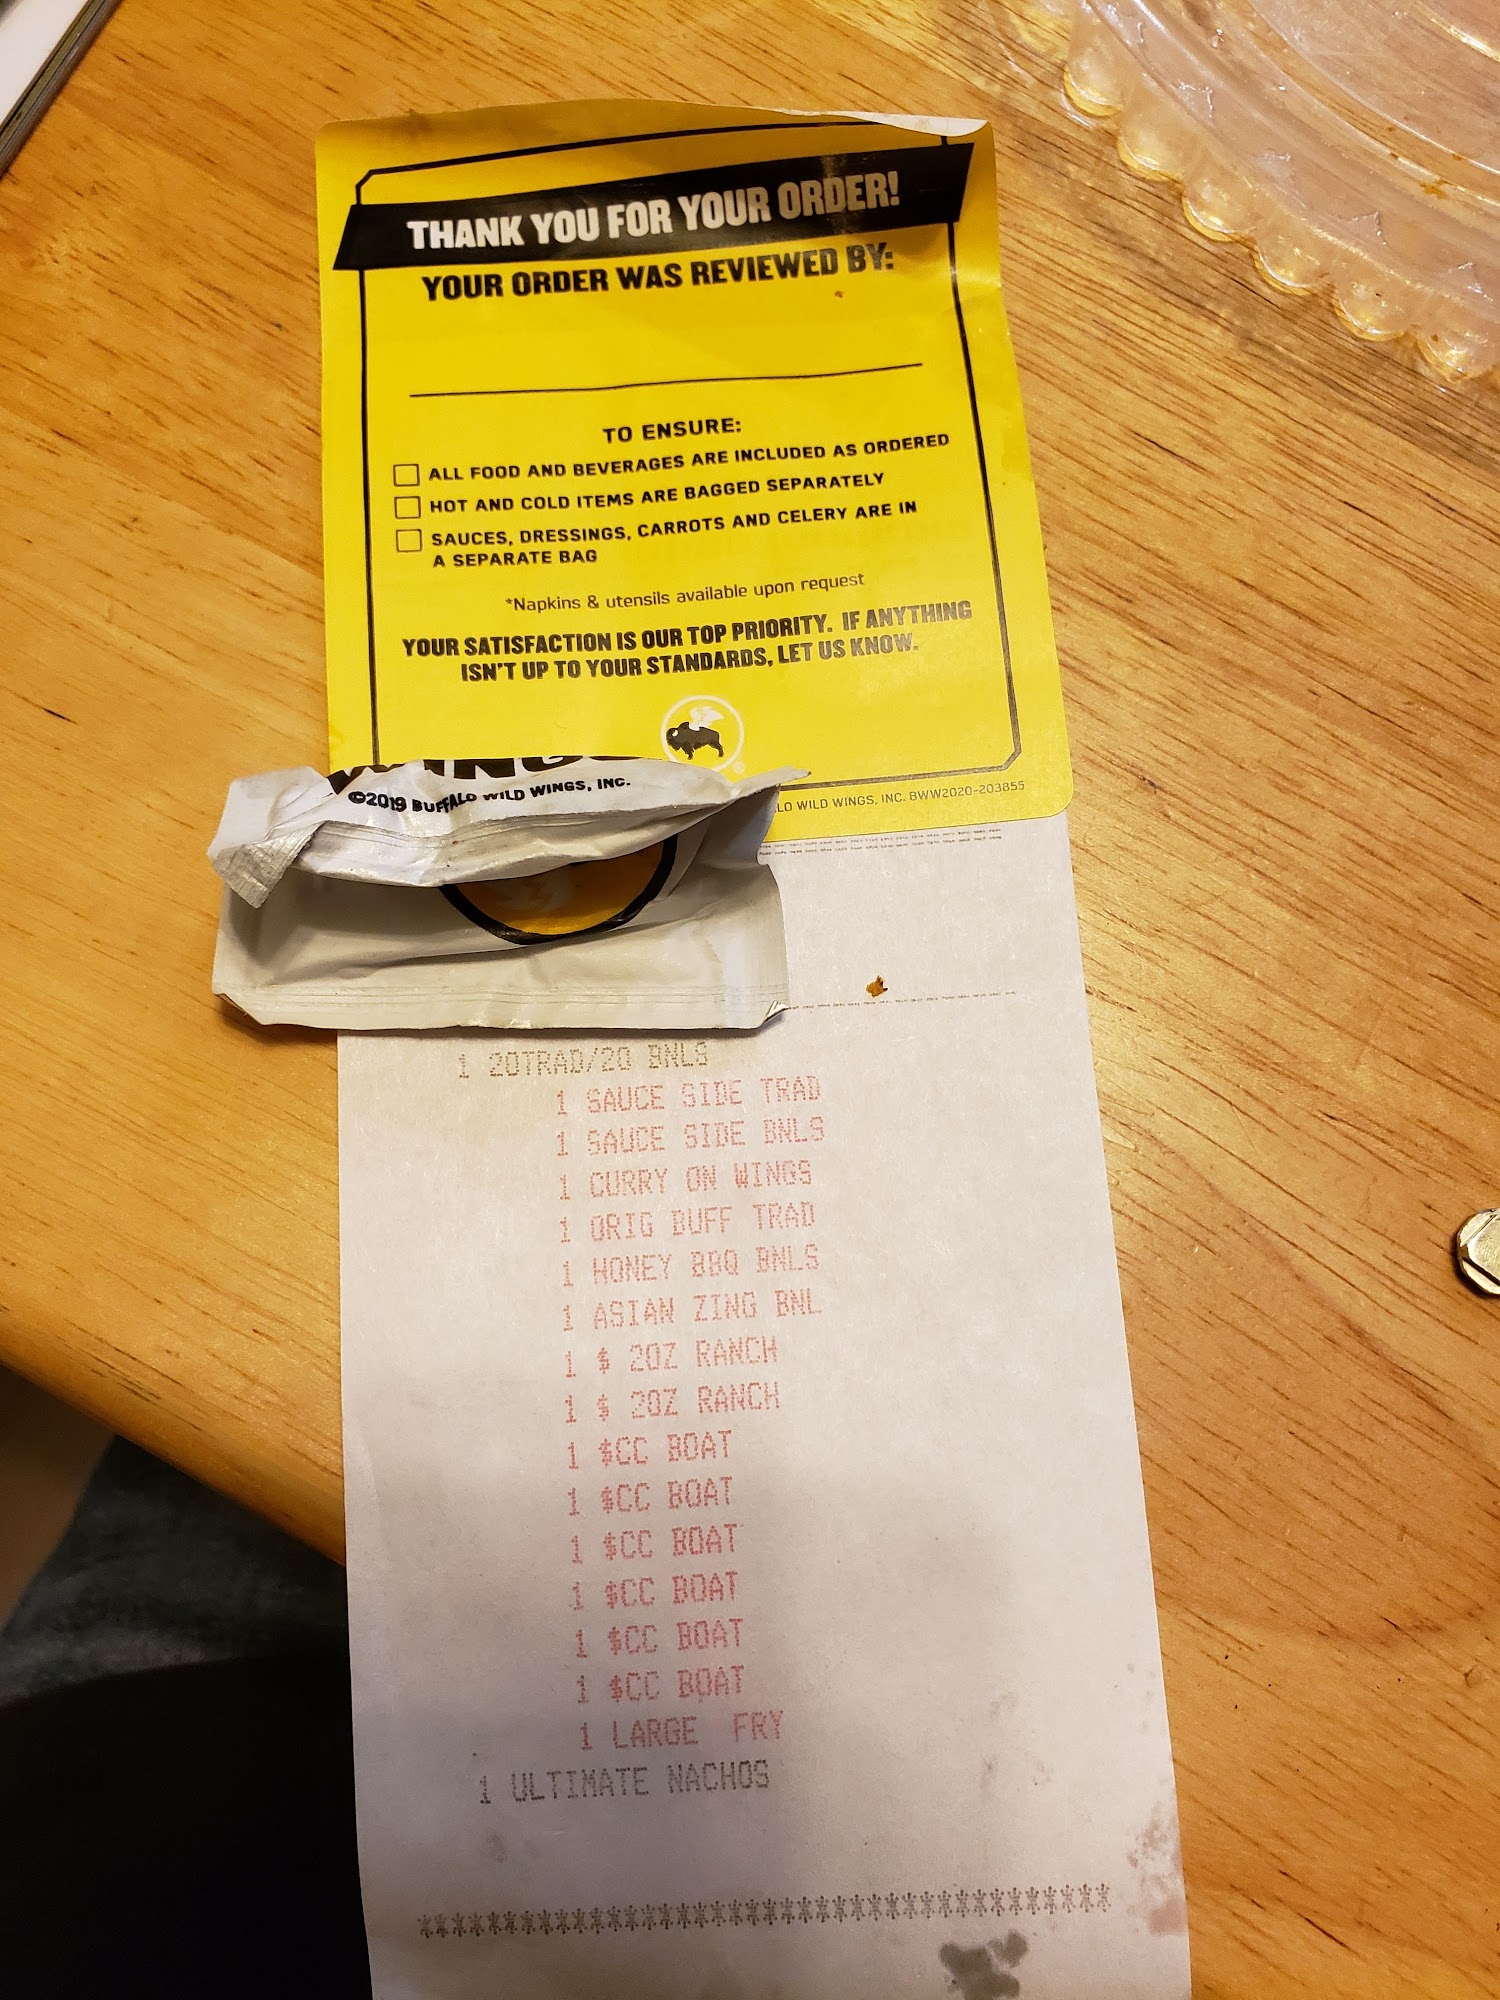 THANK YOU FOR YOUR ORDER!
YOUR ORDER WAS REVIEWED BY:
TO ENSURE:
ALL FOOD AND BEVERAGES ARE INCLUDED AS ORDERED
HOT AND COLD ITEMS ARE BAGGED SEPARATELY
SAUCES, DRESSINGS, CARROTS AND CELERY ARE IN
A SEPARATE BAG
*Napkins & utensils available upon request
YOUR SATISFACTION IS OUR TOP PRIORITY. IF ANYTHING
ISN'T UP TO YOUR STANDARDS, LET US KNOW.
®
©2019 BUFFALO WILD WINGS, INC.
WILD WINGS, INC. BWW2020-203855
1 20TRAD/20 BNLS
1 SAUCE SIDE TRAD
1 SAUCE SIDE BNLS
1 CURRY ON WINGS
1 ORIG BUFF TRAD
1 HONEY BBQ BNLS
1 ASIAN ZING BNL
1 $ 2OZ RANCH
1 $ 2OZ RANCH
1 $CC BOAT
1 $CC BOAT
1 $CC BOAT
1 $CC BOAT
1 $CC BOAT
1 $CC BOAT
1 LARGE FRY
1 ULTIMATE NACHOS
****************************************